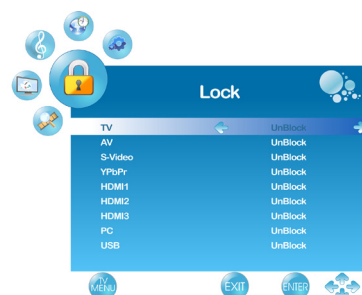 Lock
TV UnBlock
AV UnBlock
S-Video UnBlock
YPbPr UnBlock
HDMI1 UnBlock
HDMI2 UnBlock
HDMI3 UnBlock
PC UnBlock
USB UnBlock
TV MENU EXIT ENTER